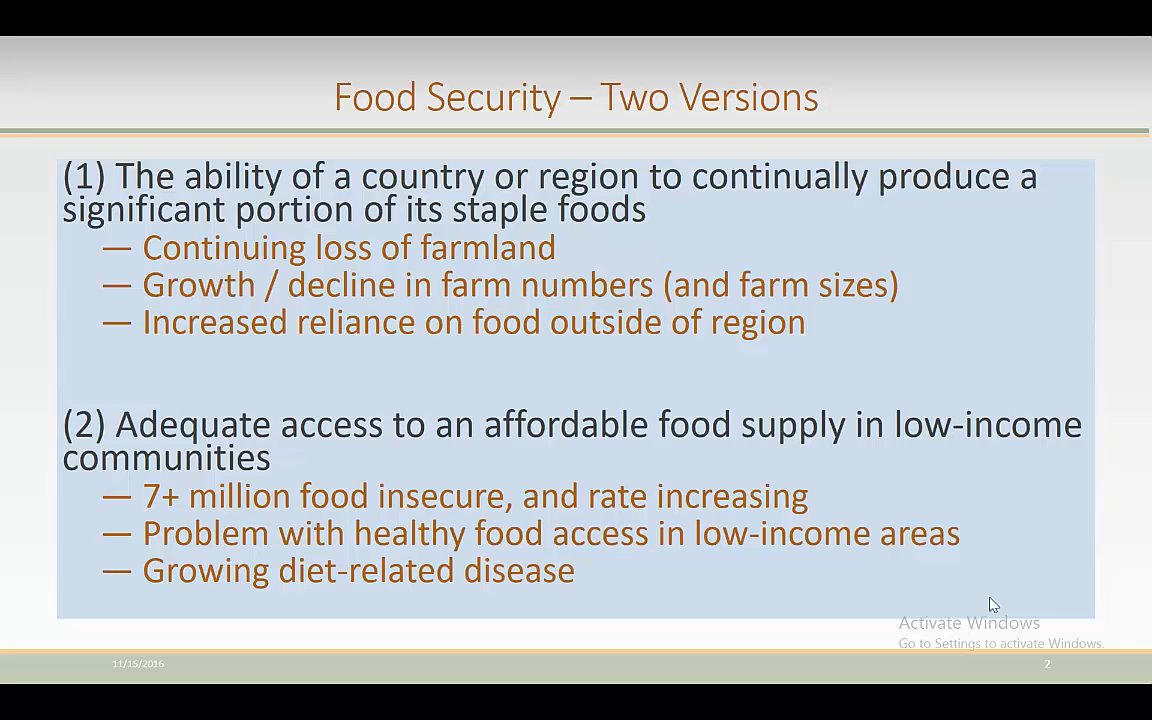 Food Security – Two Versions
(1) The ability of a country or region to continually produce a
significant portion of its staple foods
— Continuing loss of farmland
— Growth / decline in farm numbers (and farm sizes)
— Increased reliance on food outside of region
(2) Adequate access to an affordable food supply in low-income
communities
— 7+ million food insecure, and rate increasing
— Problem with healthy food access in low-income areas
— Growing diet-related disease
Activate Windows
Go to Settings to activate Windows.
11/15/2016
2